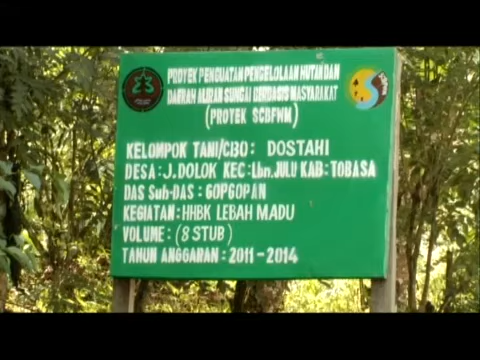 PROYEK PENGUATAN PENGELOLAAN HUTAN DAN
DAERAH ALIRAN SUNGAI BERBASIS MASYARAKAT
(PROYEK SCBFWM)
KELOMPOK TANI/CBO: DOSTAHI
DESA: J. DOLOK KEC: Lbn. JULU KAB: TOBASA
DAS Sub-DAS: GOPGOPAN
KEGIATAN: HHBK LEBAH MADU
VOLUME: (8 STUB)
TAHUN ANGGARAN: 2011-2014